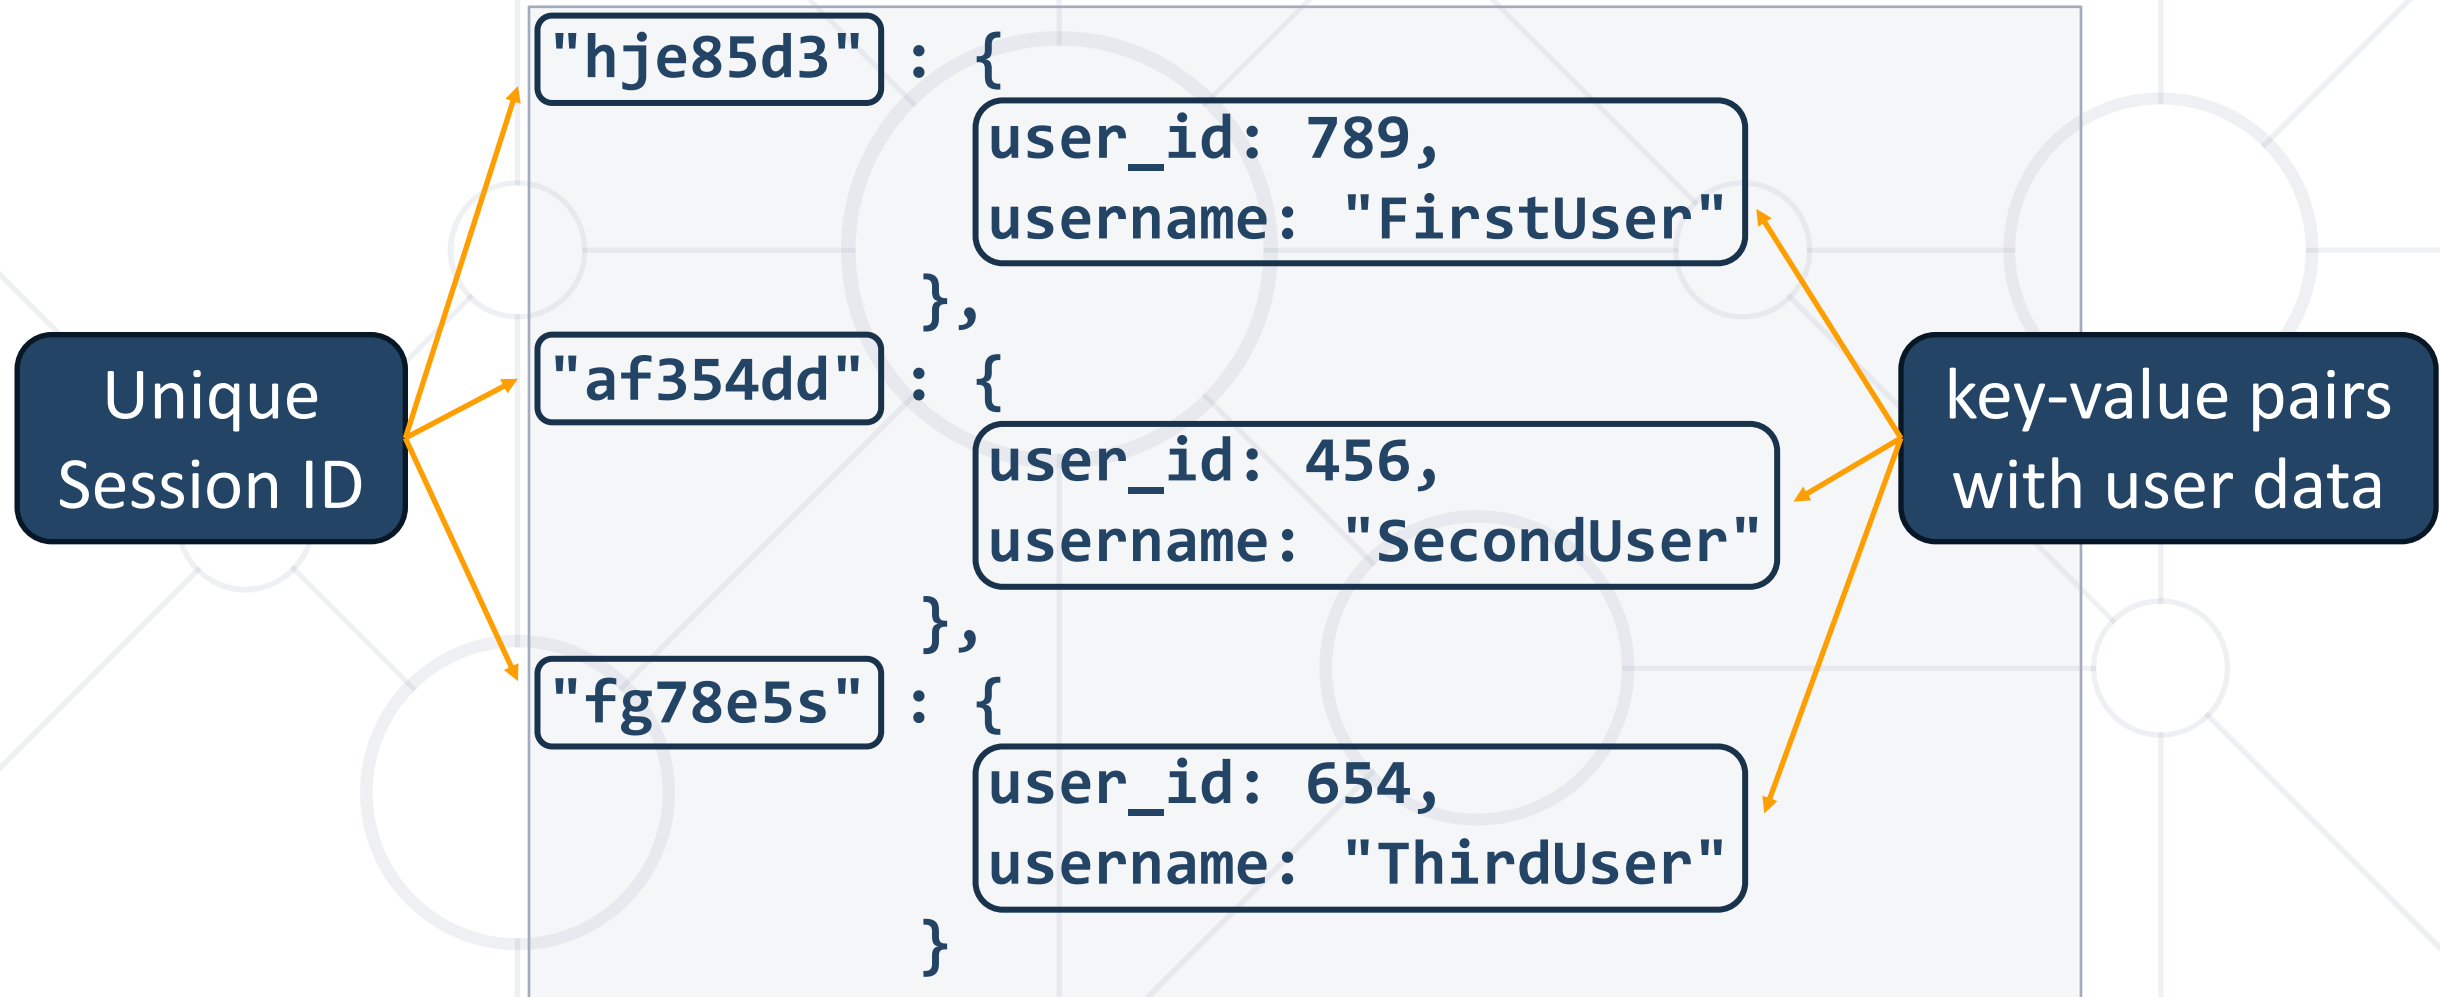 "hje85d3" : {
user_id: 789,
username: "FirstUser"
},
"af354dd" : {
user_id: 456,
username: "SecondUser"
},
"fg78e5s" : {
user_id: 654,
username: "ThirdUser"
}
Unique
Session ID
key-value pairs
with user data